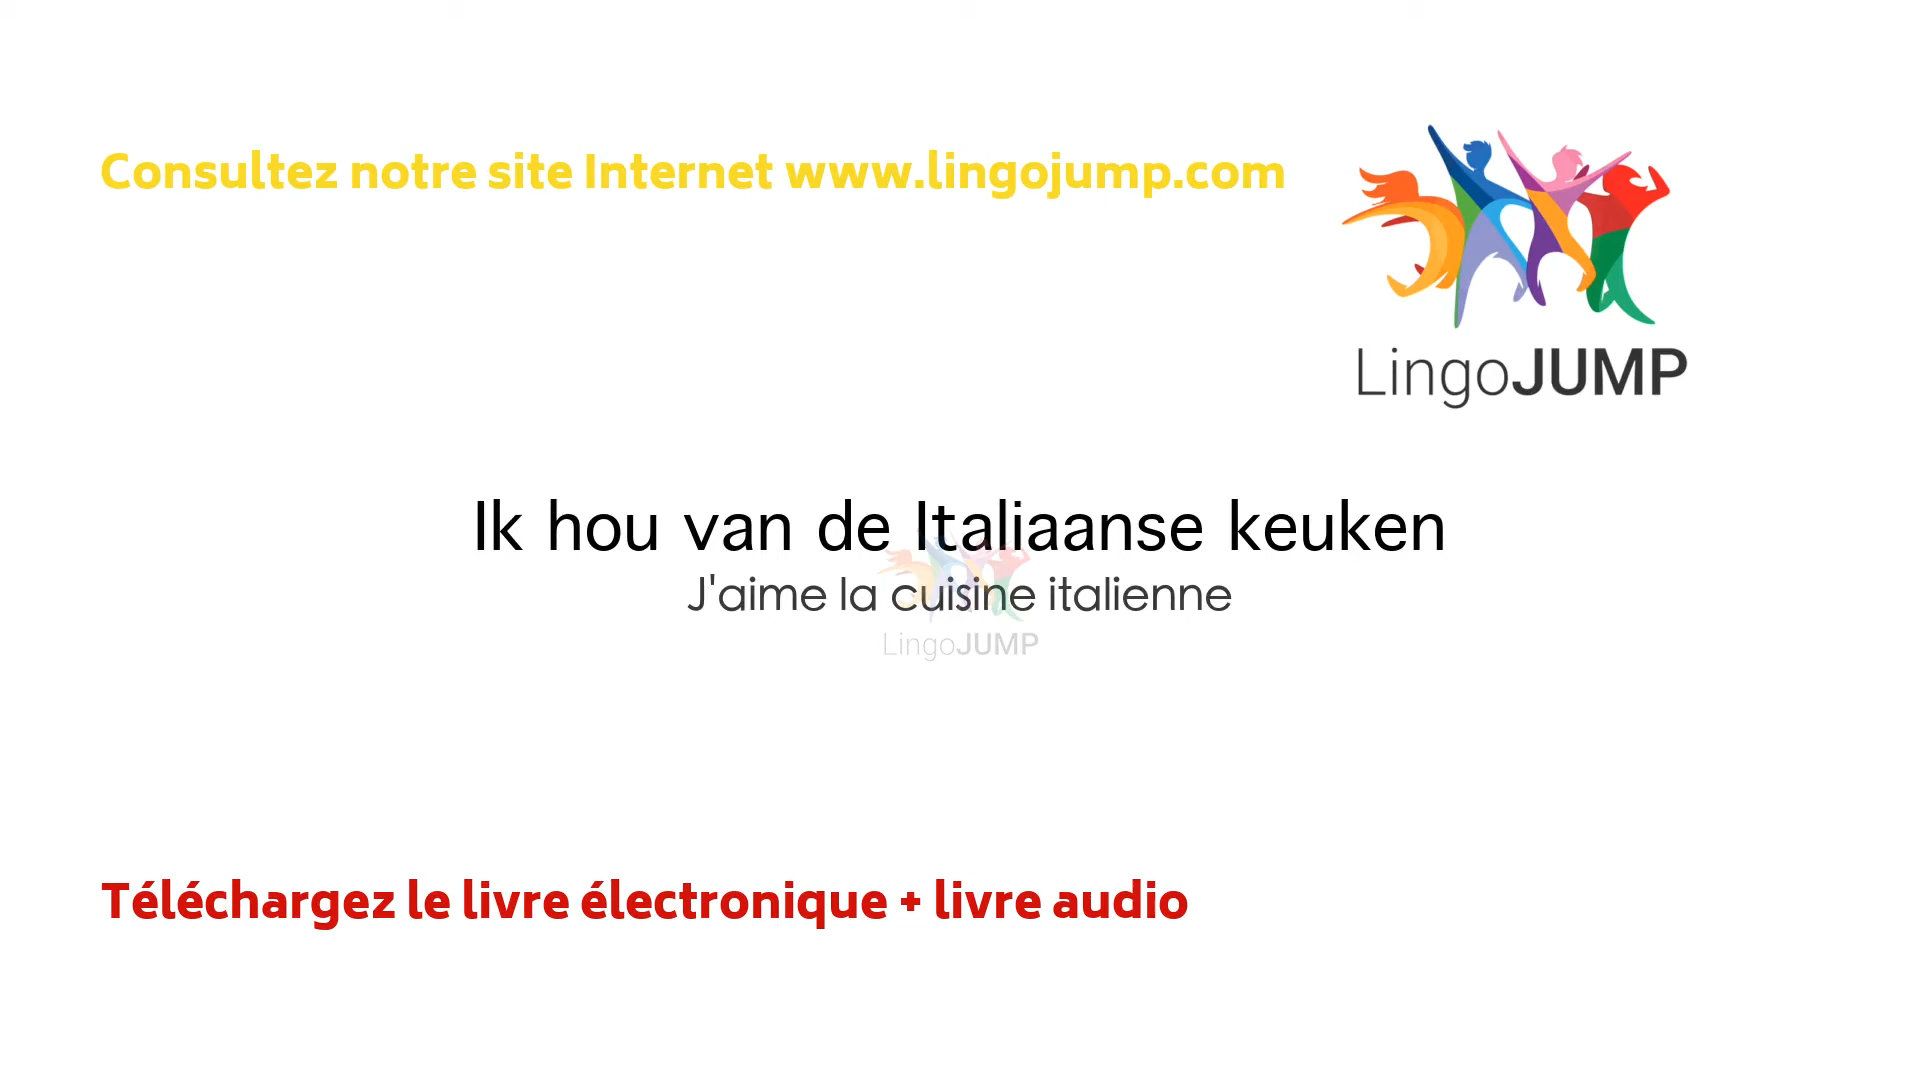 Consultez notre site Internet www.lingojump.com
LingoJUMP
Ik hou van de Italiaanse keuken
J'aime la cuisine italienne
LingoJUMP
Téléchargez le livre électronique + livre audio